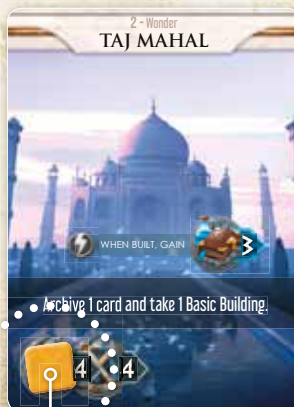 2 - Wonder
TAJ MAHAL
WHEN BUILT, GAIN 3
Archive 1 card and take 1 Basic Building.
4 4